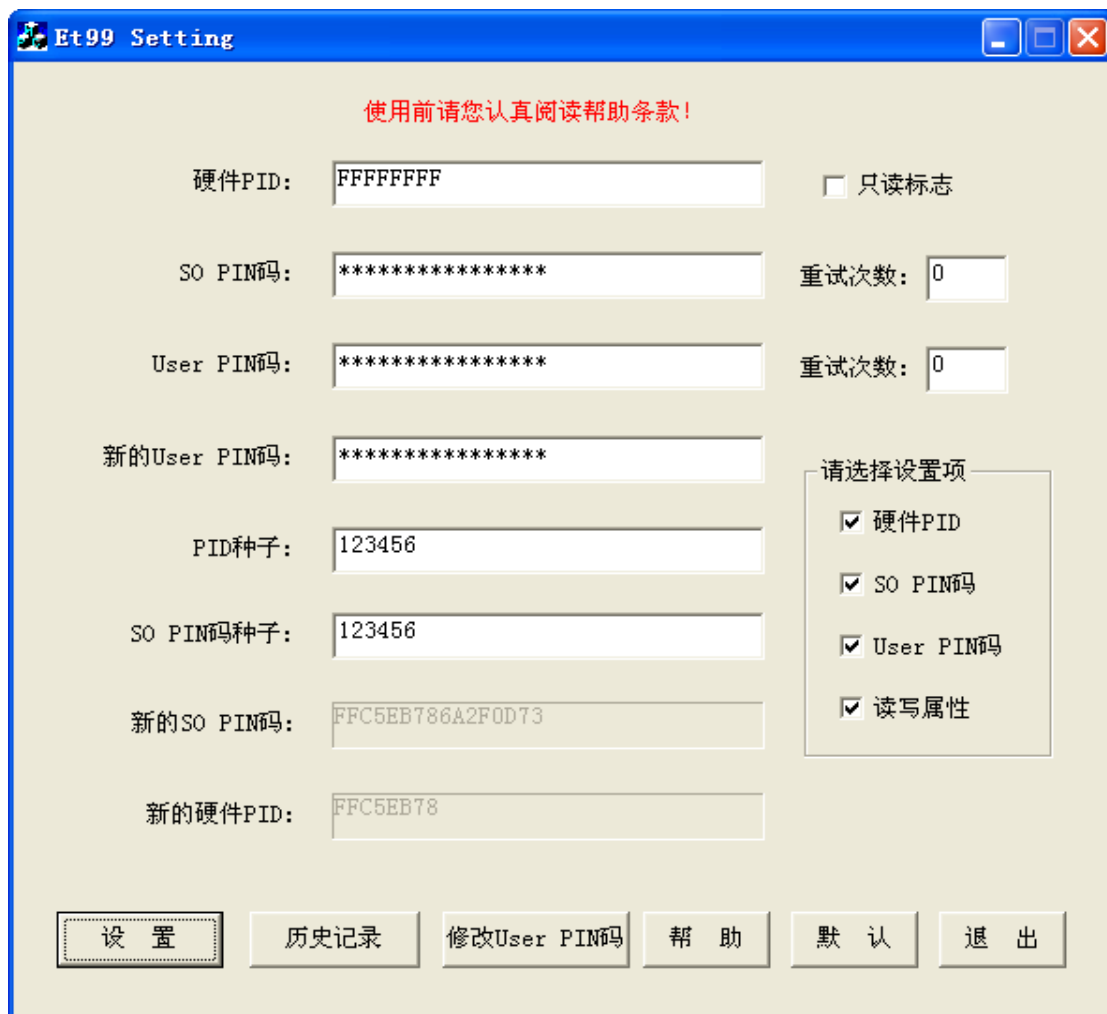 Et99 Setting
使用前请您认真阅读帮助条款!
硬件PID: FFFFFFFF 只读标志
SO PIN码: **************** 重试次数: 0
User PIN码: **************** 重试次数: 0
新的User PIN码: ****************
请选择设置项
硬件PID
PID种子: 123456
SO PIN码
SO PIN码种子: 123456
User PIN码
新的SO PIN码: FFC5EB786A2F0D73
读写属性
新的硬件PID: FFC5EB78
设 置 历史记录 修改User PIN码 帮 助 默 认 退 出